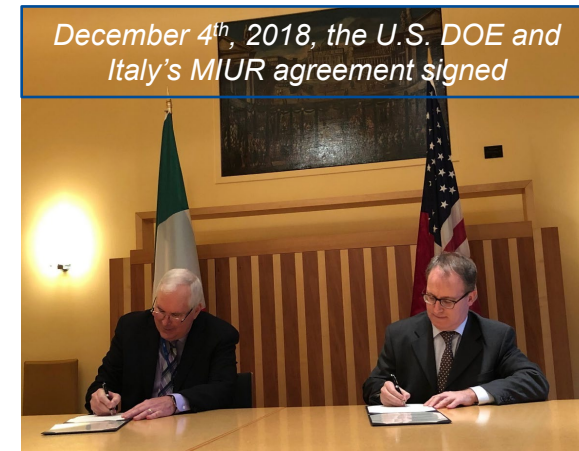 December 4th, 2018, the U.S. DOE and
Italy's MIUR agreement signed